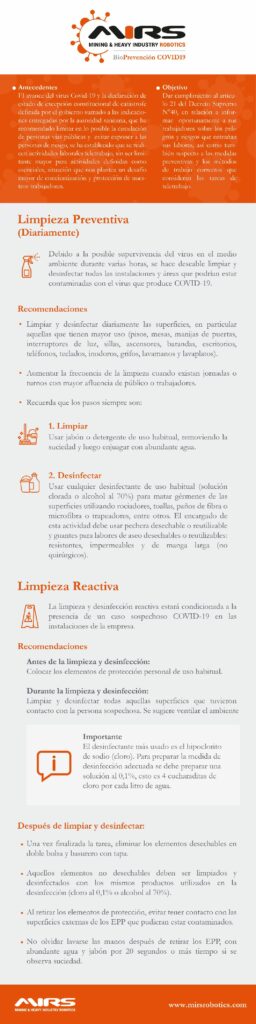 MIRS
MINING & HEAVY INDUSTRY ROBOTICS
BioPrevención COVID19
Antecedentes
El avance del virus Covid-19 y la declaración de
estado de excepción constitucional de catástrofe
definida por el gobierno sumado a las indicacio-
nes entregadas por la autoridad sanitaria, que ha
recomendado limitar en lo posible la circulación
de personas vías públicas y evitar exponer a las
personas de riesgo, se ha establecido que se reali-
cen actividades laborales teletrabajo, sin ser limi-
tante mayor para actividades definidas como
esenciales, situación que nos plantea un desafío
mayor de concientización y protección de nues-
tros trabajadores.
Objetivo
Dar cumplimiento al artícu-
lo 21 del Decreto Supremo
N°40, en relación a infor-
mar oportunamente a sus
trabajadores sobre los peli-
gros y riesgos que entrañan
sus labores, así como tam-
bién respecto a las medidas
preventivas y los métodos
de trabajo correctos que
consideran las tareas de
teletrabajo.
Limpieza Preventiva
(Diariamente)
Debido a la posible supervivencia del virus en el medio
ambiente durante varias horas, se hace deseable limpiar y
desinfectar todas las instalaciones y áreas que podrían estar
contaminadas con el virus que produce COVID-19.
Recomendaciones
• Limpiar y desinfectar diariamente las superficies, en particular
aquellas que tienen mayor uso (pisos, mesas, manijas de puertas,
interruptores de luz, sillas, ascensores, barandas, escritorios,
teléfonos, teclados, inodoros, grifos, lavamanos y lavaplatos).
• Aumentar la frecuencia de la limpieza cuando existan jornadas o
turnos con mayor afluencia de público o trabajadores.
• Recuerda que los pasos siempre son:
1. Limpiar
Usar jabón o detergente de uso habitual, removiendo la
suciedad y luego enjuagar con abundante agua.
2. Desinfectar
Usar cualquier desinfectante de uso habitual (solución
clorada o alcohol al 70%) para matar gérmenes de las
superficies utilizando rociadores, toallas, paños de fibra o
microfibra o trapeadores, entre otros. El encargado de
esta actividad debe usar pechera desechable o reutilizable
y guantes para labores de aseo desechables o reutilizables:
resistentes, impermeables y de manga larga (no
quirúrgicos).
Limpieza Reactiva
La limpieza y desinfección reactiva estará condicionada a la
presencia de un caso sospechoso COVID-19 en las
instalaciones de la empresa.
Recomendaciones
Antes de la limpieza y desinfección:
Colocar los elementos de protección personal de uso habitual.
Durante la limpieza y desinfección:
Limpiar y desinfectar todas aquellas superficies que tuvieron
contacto con la persona sospechosa. Se sugiere ventilar el ambiente
Importante
El desinfectante más usado es el hipoclorito
de sodio (cloro). Para preparar la medida de
desinfección adecuada se debe preparar una
solución al 0,1%, esto es 4 cucharaditas de
cloro por cada litro de agua.
Después de limpiar y desinfectar:
• Una vez finalizada la tarea, eliminar los elementos desechables en
doble bolsa y basurero con tapa.
• Aquellos elementos no desechables deben ser limpiados y
desinfectados con los mismos productos utilizados en la
desinfección (cloro al 0,1% o alcohol al 70%).
• Al retirar los elementos de protección, evitar tener contacto con las
superficies externas de los EPP que pudieran estar contaminados.
• No olvidar lavarse las manos después de retirar los EPP, con
abundante agua y jabón por 20 segundos o más tiempo si se
observa suciedad.
MIRS
MINING & HEAVY INDUSTRY ROBOTICS
www.mirsrobotics.com